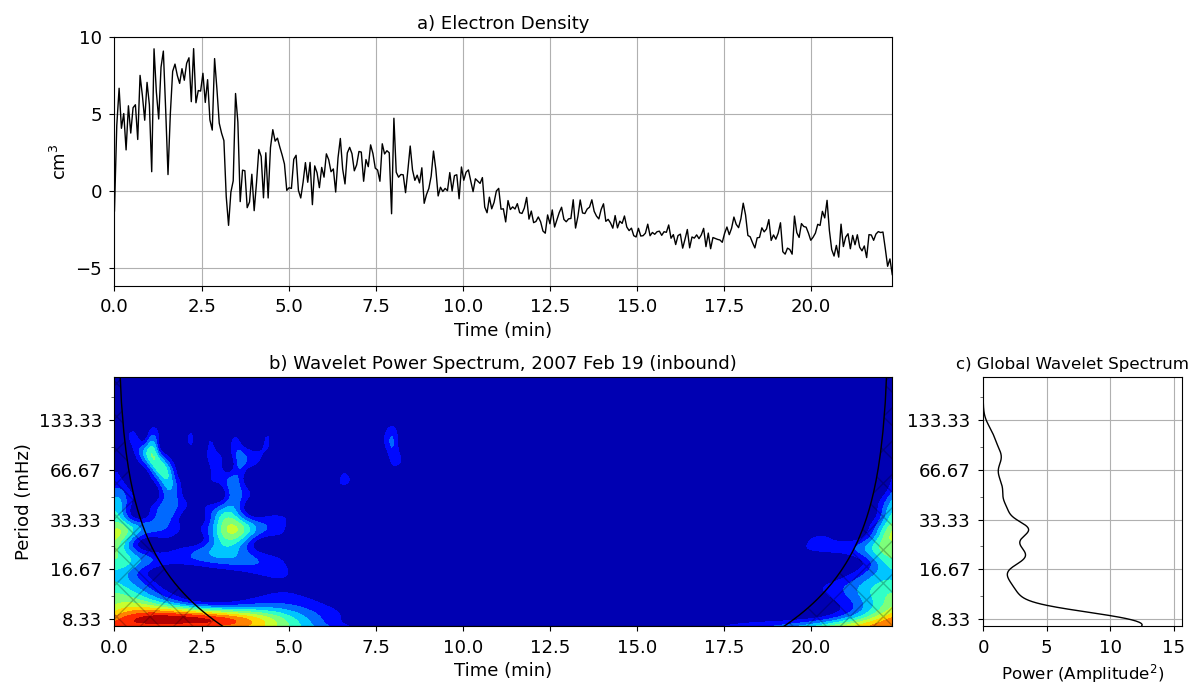 a) Electron Density
10
5
0
−5
cm³
0.0 2.5 5.0 7.5 10.0 12.5 15.0 17.5 20.0
Time (min)
b) Wavelet Power Spectrum, 2007 Feb 19 (inbound)
133.33
66.67
33.33
16.67
8.33
Period (mHz)
0.0 2.5 5.0 7.5 10.0 12.5 15.0 17.5 20.0
Time (min)
c) Global Wavelet Spectrum
133.33
66.67
33.33
16.67
8.33
0 5 10 15
Power (Amplitude²)